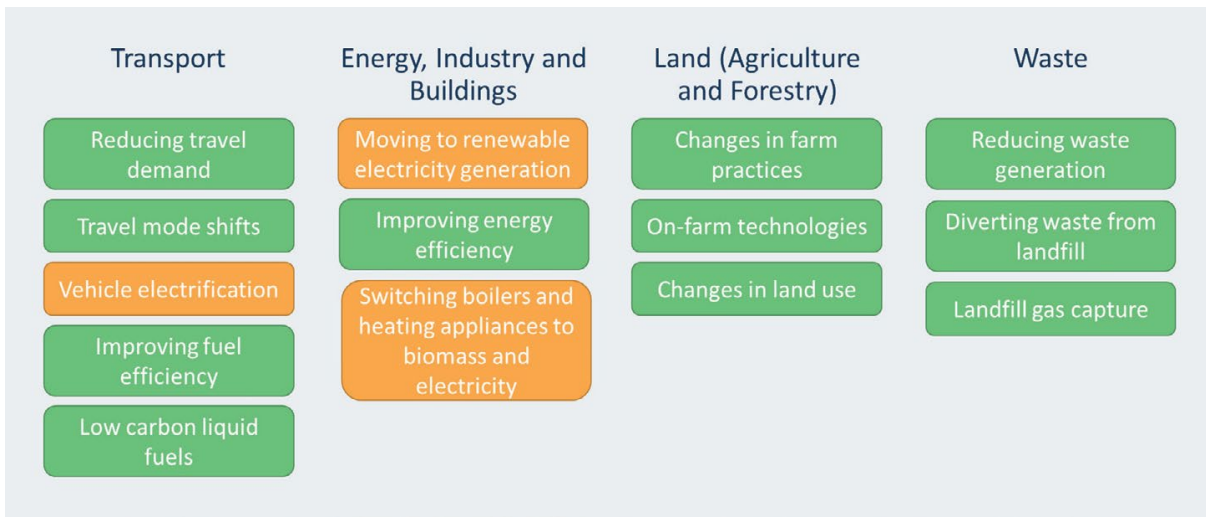 Transport
Reducing travel
demand
Travel mode shifts
Vehicle electrification
Improving fuel
efficiency
Low carbon liquid
fuels
Energy, Industry and
Buildings
Moving to renewable
electricity generation
Improving energy
efficiency
Switching boilers and
heating appliances to
biomass and
electricity
Land (Agriculture
and Forestry)
Changes in farm
practices
On-farm technologies
Changes in land use
Waste
Reducing waste
generation
Diverting waste from
landfill
Landfill gas capture